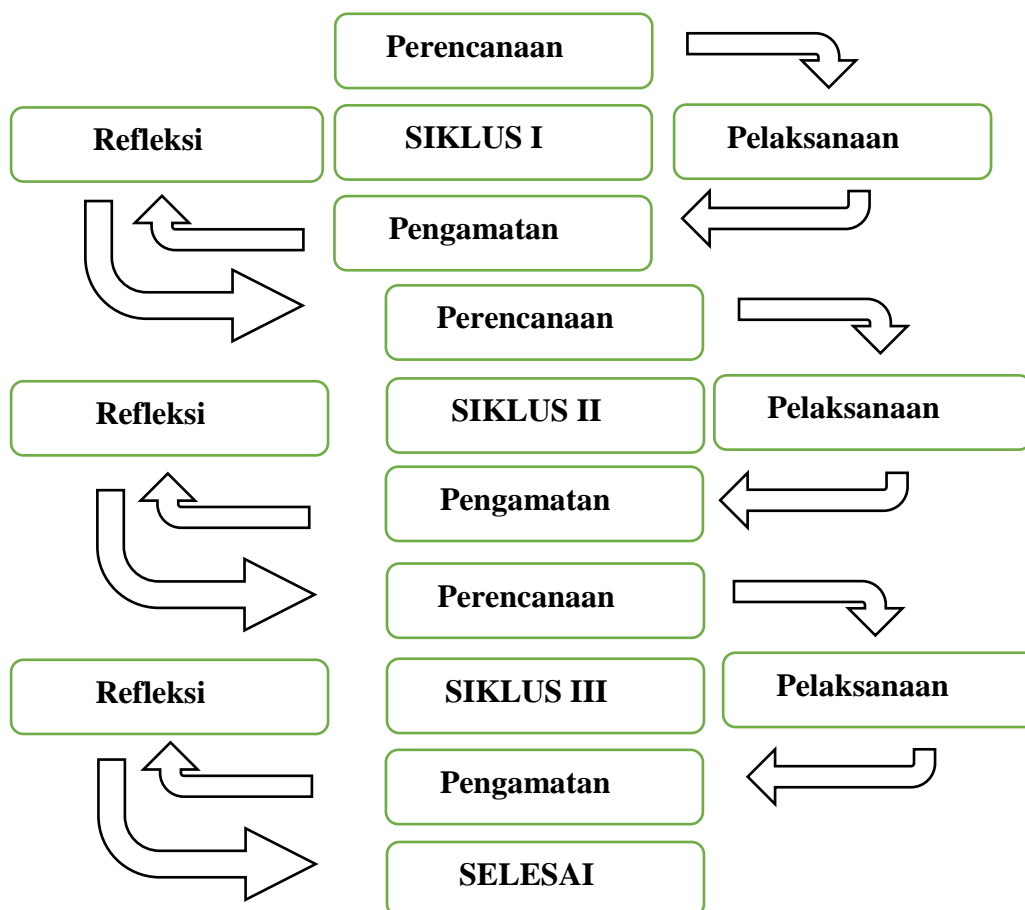 Perencanaan
Refleksi
SIKLUS I
Pelaksanaan
Pengamatan
Perencanaan
Refleksi
SIKLUS II
Pelaksanaan
Pengamatan
Perencanaan
Refleksi
SIKLUS III
Pelaksanaan
Pengamatan
SELESAI